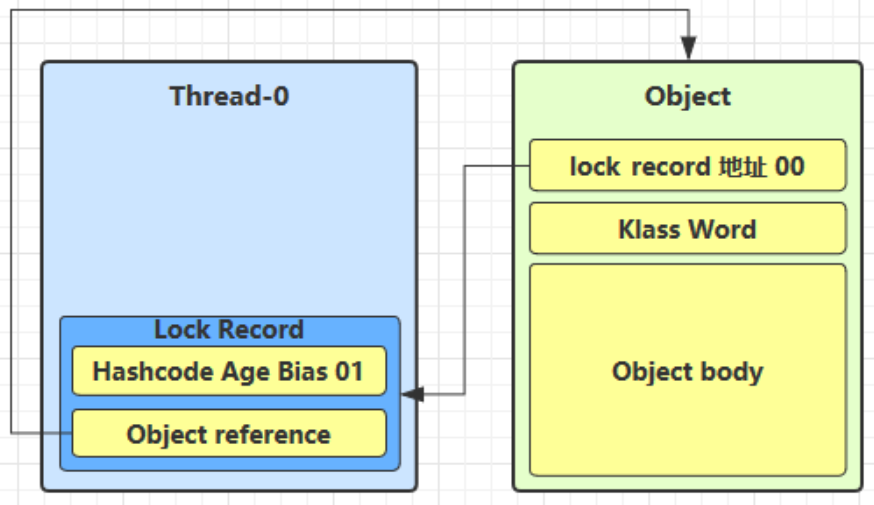 Thread-0
Lock Record
Hashcode Age Bias 01
Object reference
Object
lock record 地址 00
Klass Word
Object body